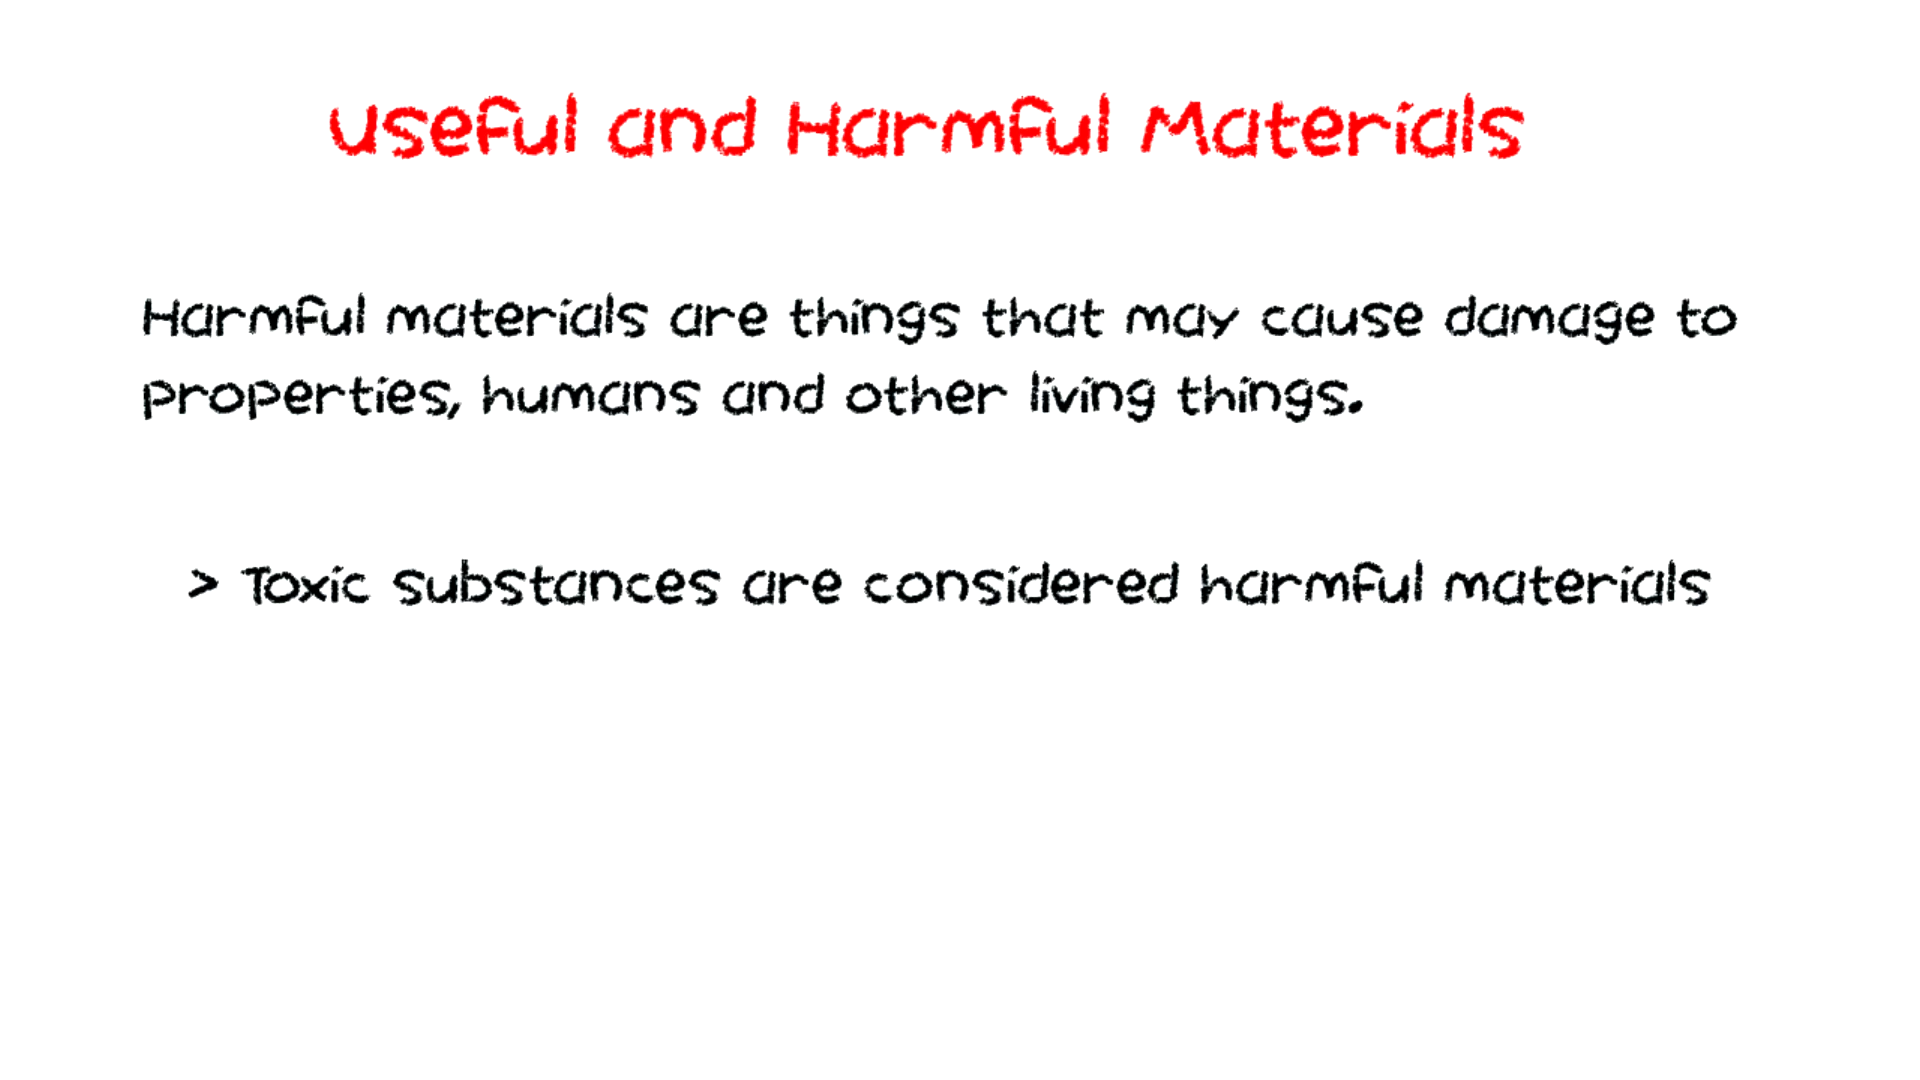 Useful and Harmful Materials
Harmful materials are things that may cause damage to
properties, humans and other living things.
> Toxic substances are considered harmful materials